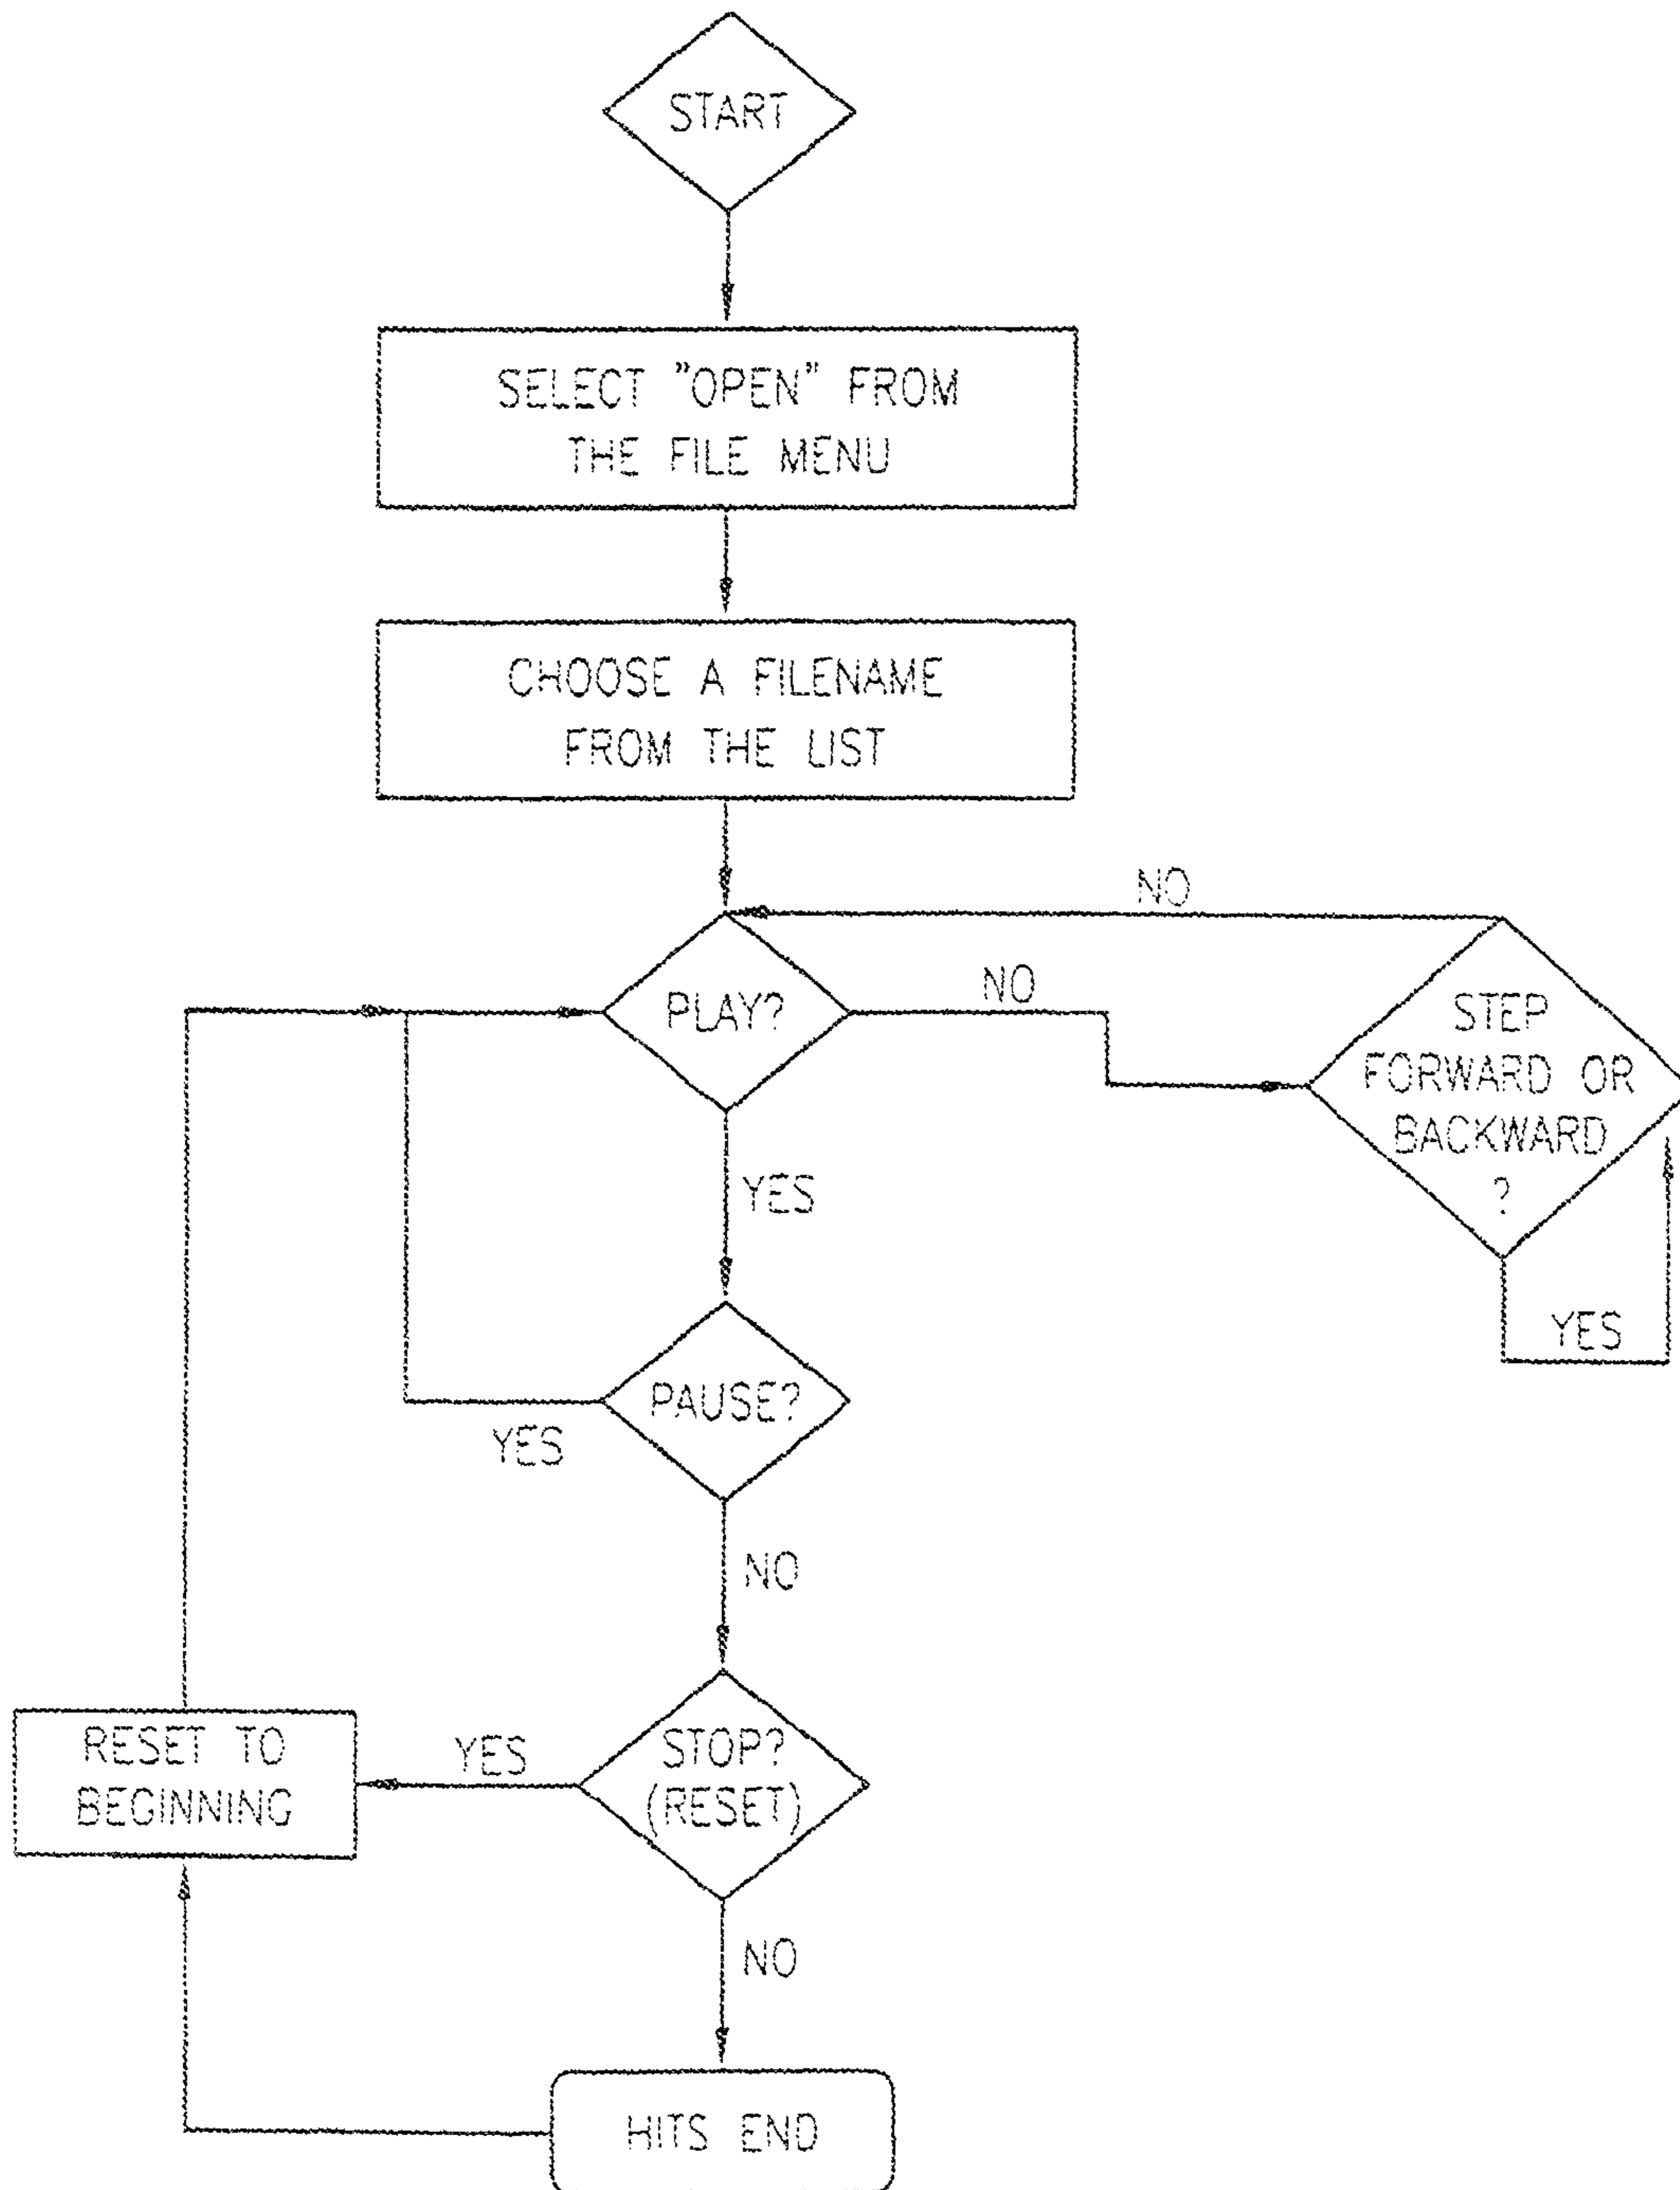 START
SELECT "OPEN" FROM
THE FILE MENU
CHOOSE A FILENAME
FROM THE LIST
NO
PLAY?
NO
STEP
FORWARD OR
BACKWARD
?
YES
YES
PAUSE?
YES
NO
STOP?
(RESET)
YES
RESET TO
BEGINNING
NO
HITS END